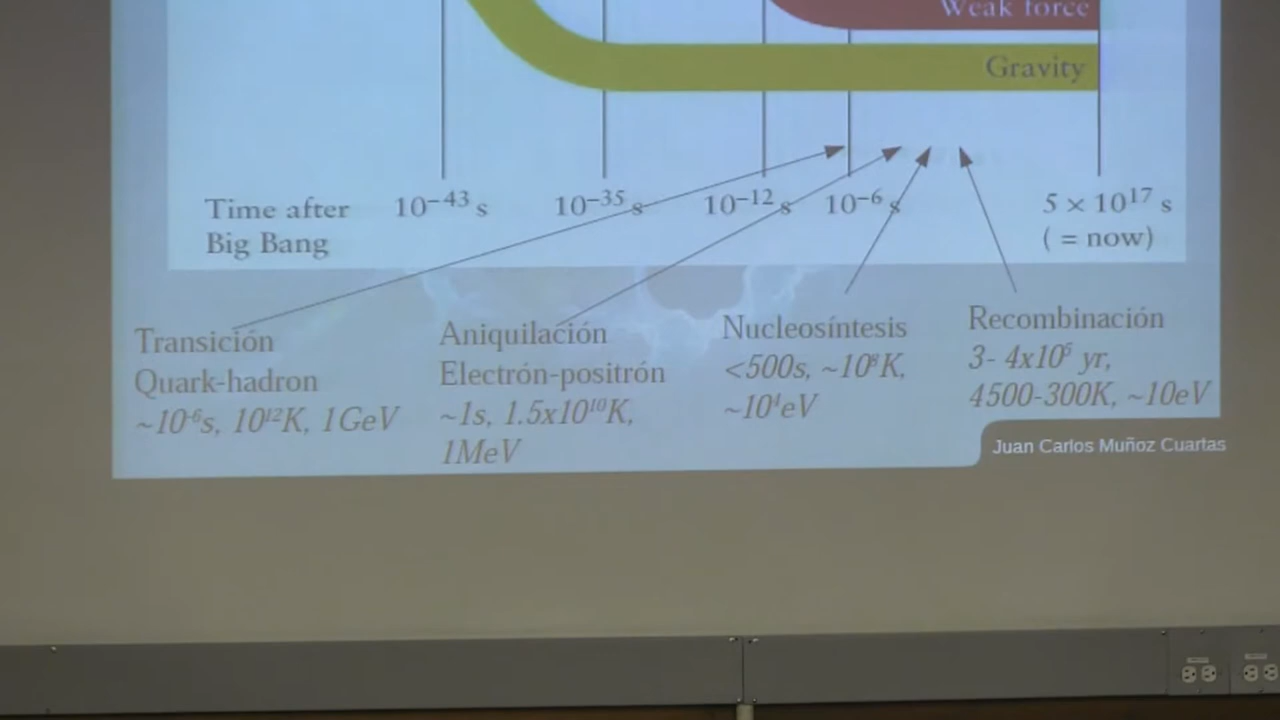 Weak force
Gravity
Time after
Big Bang
10⁻⁴³ s
10⁻³⁵ s
10⁻¹² s
10⁻⁶ s
5 × 10¹⁷ s
( = now)
Transición
Quark-hadron
~10⁻⁶s, 10¹²K, 1GeV
Aniquilación
Electrón-positrón
~1s, 1.5x10¹⁰K,
1MeV
Nucleosíntesis
<500s, ~10⁸K,
~10⁴eV
Recombinación
3- 4x10⁵ yr,
4500-300K, ~10eV
Juan Carlos Muñoz Cuartas